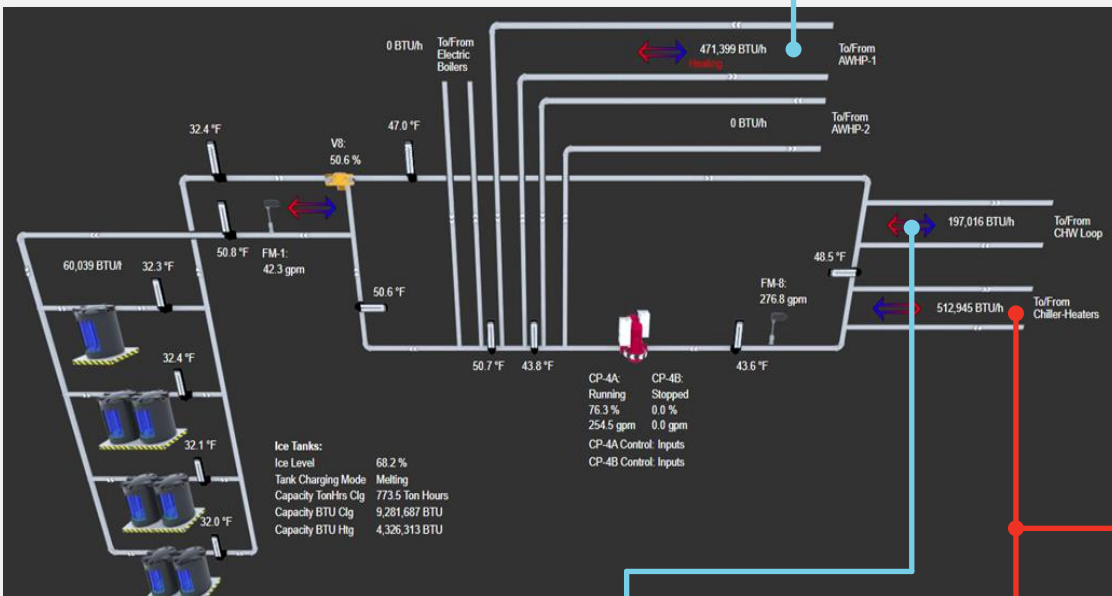 0 BTU/h
To/From
Electric
Boilers
471,399 BTU/h
Heating
To/From
AWHP-1
0 BTU/h
To/From
AWHP-2
32.4 °F
V8:
50.6 %
47.0 °F
50.8 °F
FM-1:
42.3 gpm
197,016 BTU/h
To/From
CHW Loop
60,039 BTU/h
32.3 °F
50.6 °F
48.5 °F
FM-8:
276.8 gpm
512,945 BTU/h
To/From
Chiller-Heaters
32.4 °F
50.7 °F
43.8 °F
43.6 °F
CP-4A: CP-4B:
Running Stopped
76.3 % 0.0 %
254.5 gpm 0.0 gpm
CP-4A Control: Inputs
CP-4B Control: Inputs
32.1 °F
32.0 °F
Ice Tanks:
Ice Level 68.2 %
Tank Charging Mode Melting
Capacity TonHrs Clg 773.5 Ton Hours
Capacity BTU Clg 9,281,687 BTU
Capacity BTU Htg 4,326,313 BTU